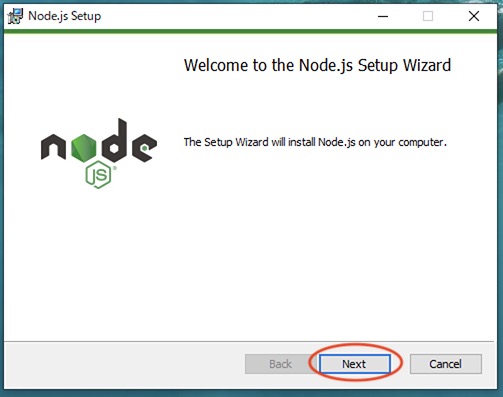 Node.js Setup
Welcome to the Node.js Setup Wizard
node
JS®
The Setup Wizard will install Node.js on your computer.
Back
Next
Cancel